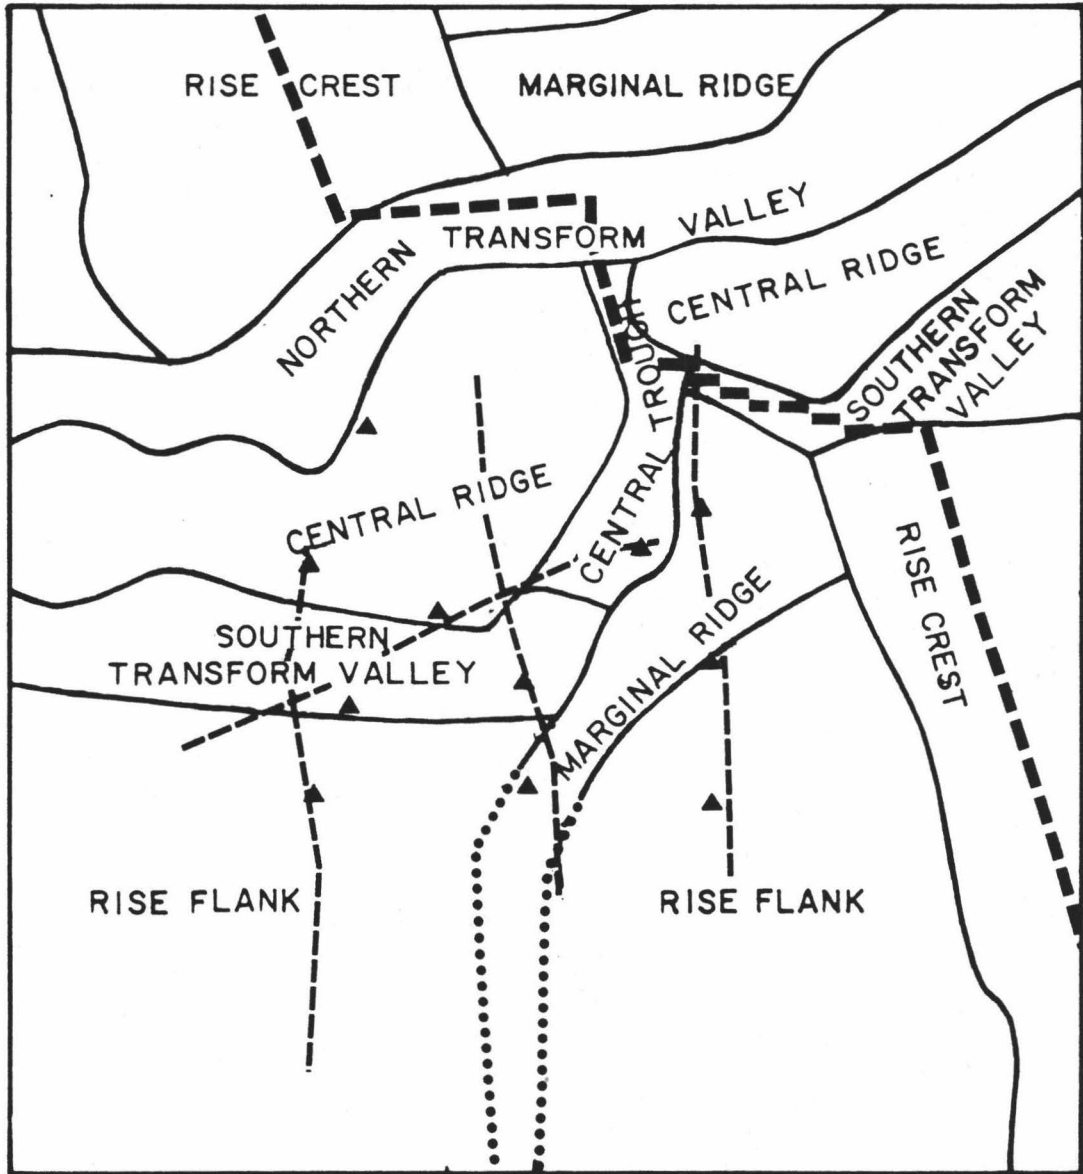 RISE CREST
MARGINAL RIDGE
NORTHERN TRANSFORM VALLEY
CENTRAL RIDGE
CENTRAL TROUGH
SOUTHERN
TRANSFORM
VALLEY
CENTRAL RIDGE
SOUTHERN
TRANSFORM VALLEY
MARGINAL RIDGE
RISE CREST
RISE FLANK
RISE FLANK